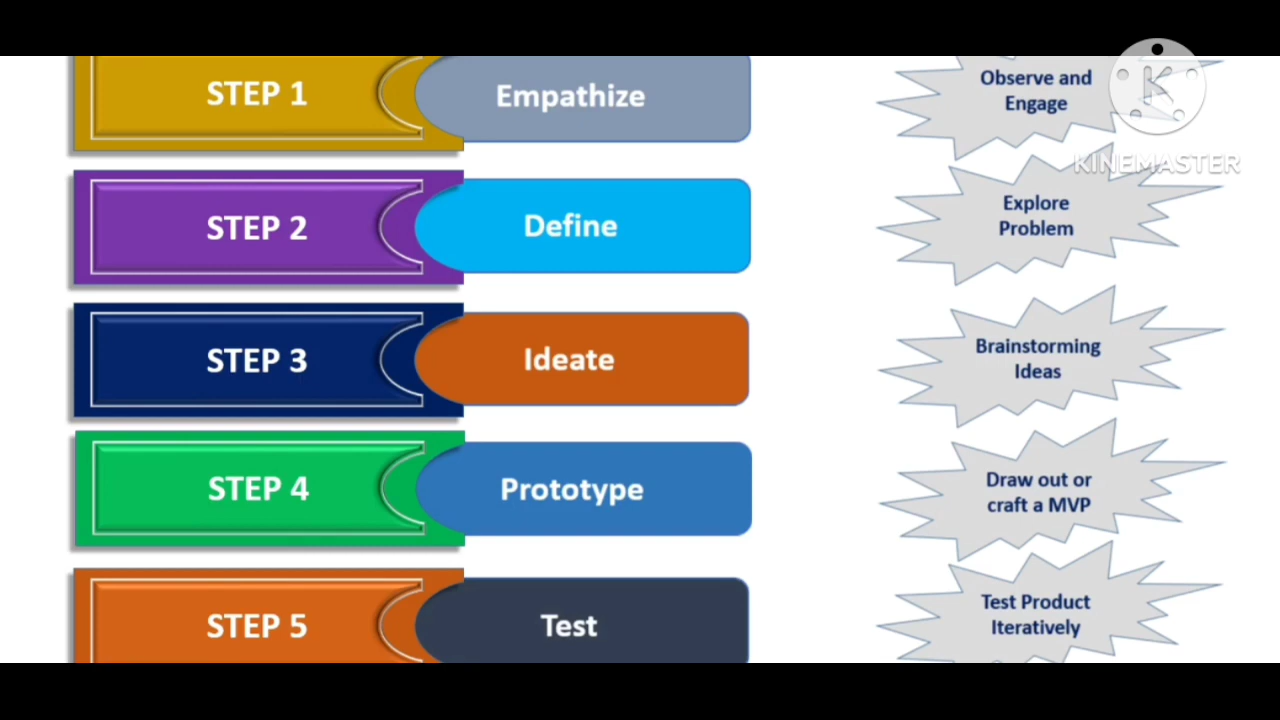 STEP 1
Empathize
Observe and
Engage
KINEMASTER
STEP 2
Define
Explore
Problem
STEP 3
Ideate
Brainstorming
Ideas
STEP 4
Prototype
Draw out or
craft a MVP
STEP 5
Test
Test Product
Iteratively